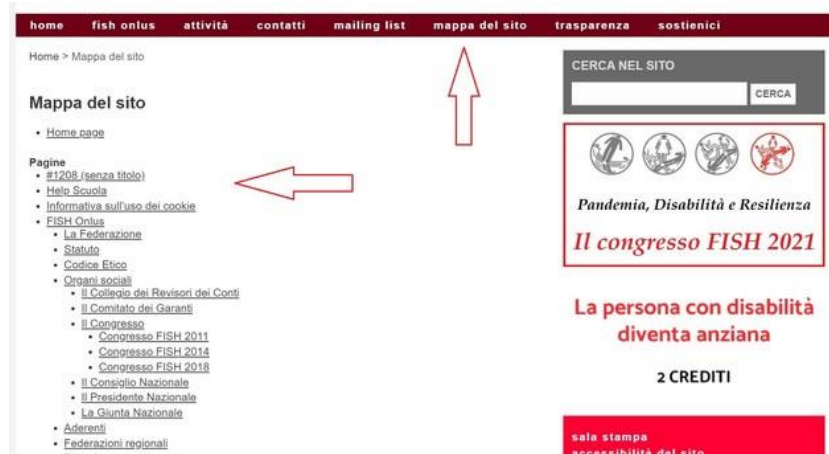 home fish onlus attività contatti mailing list mappa del sito trasparenza sostienici
Home > Mappa del sito
Mappa del sito
Home page
Pagine
#1208 (senza titolo)
Help Scuola
Informativa sull'uso dei cookie
FISH Onlus
La Federazione
Statuto
Codice Etico
Organi sociali
Il Collegio dei Revisori dei Conti
Il Comitato dei Garanti
Il Congresso
Congresso FISH 2011
Congresso FISH 2014
Congresso FISH 2018
Il Consiglio Nazionale
Il Presidente Nazionale
La Giunta Nazionale
Aderenti
Federazioni regionali
CERCA NEL SITO
CERCA
Pandemia, Disabilità e Resilienza
Il congresso FISH 2021
La persona con disabilità
diventa anziana
2 CREDITI
sala stampa
accessibilità del sito